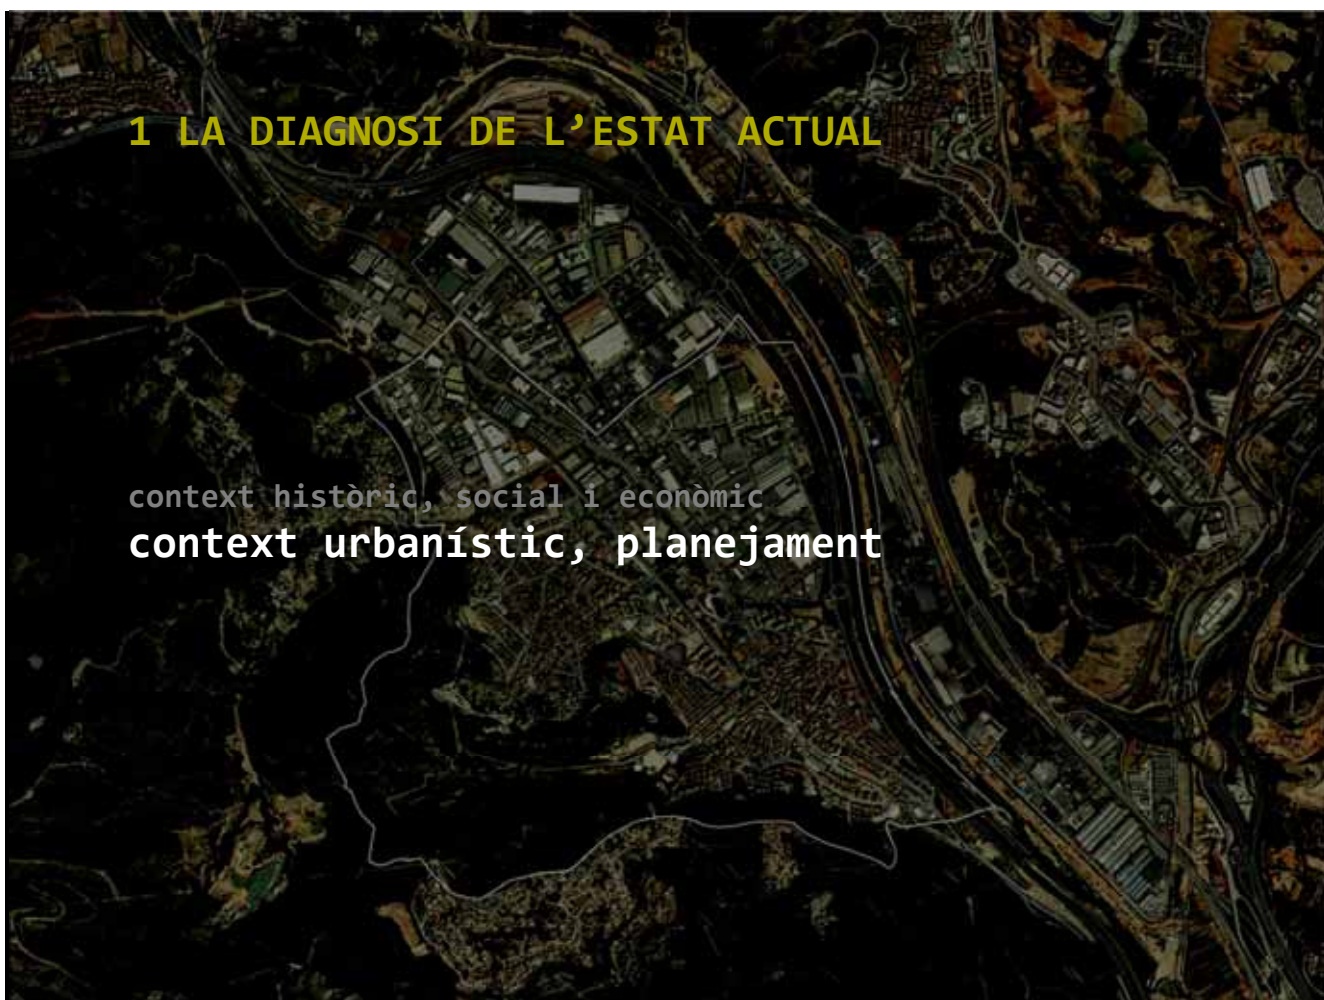 1 LA DIAGNOSI DE L’ESTAT ACTUAL
context històric, social i econòmic
context urbanístic, planejament